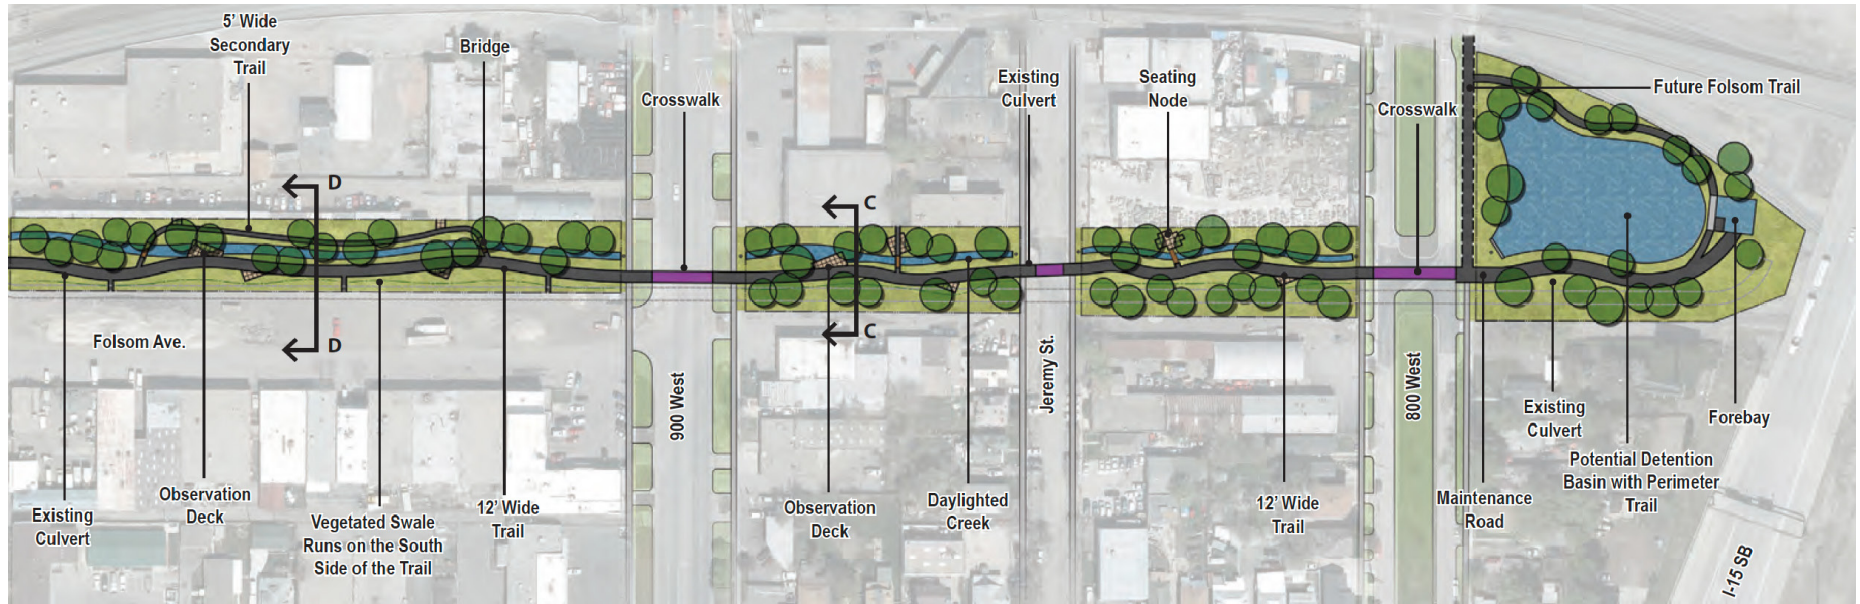 5’ Wide
Secondary
Trail
Bridge
Crosswalk
Existing
Culvert
Seating
Node
Crosswalk
Future Folsom Trail
D
C
D
C
Folsom Ave.
900 West
Jeremy St.
800 West
I-15 SB
Existing
Culvert
Observation
Deck
Vegetated Swale
Runs on the South
Side of the Trail
12’ Wide
Trail
Observation
Deck
Daylighted
Creek
12’ Wide
Trail
Maintenance
Road
Existing
Culvert
Potential Detention
Basin with Perimeter
Trail
Forebay